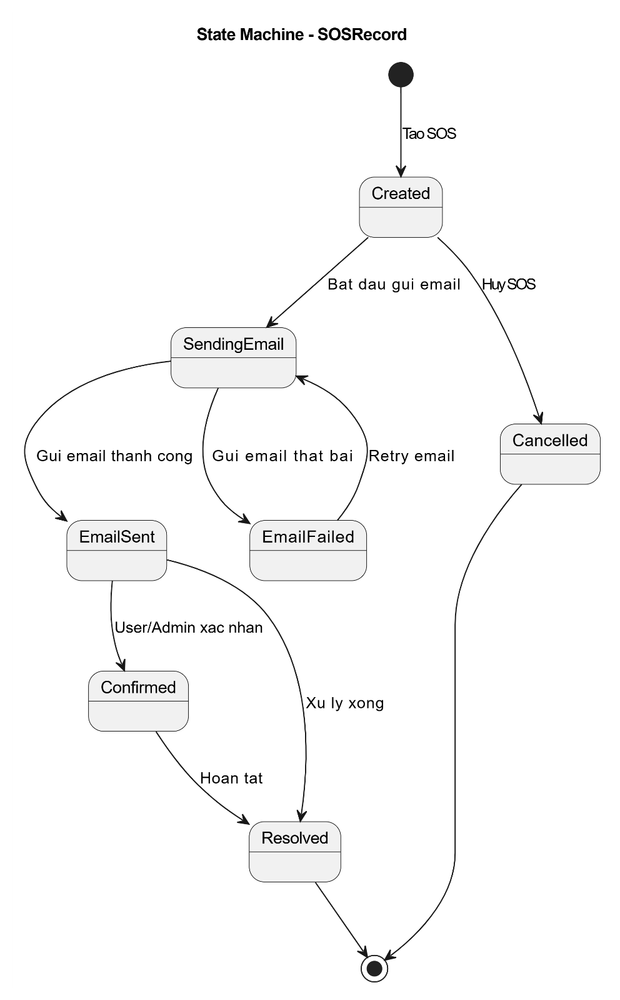 State Machine - SOSRecord
Tao SOS
Created
Bat dau gui email
Huy SOS
SendingEmail
Cancelled
Gui email thanh cong
Gui email that bai
Retry email
EmailSent
EmailFailed
User/Admin xac nhan
Confirmed
Xu ly xong
Hoan tat
Resolved